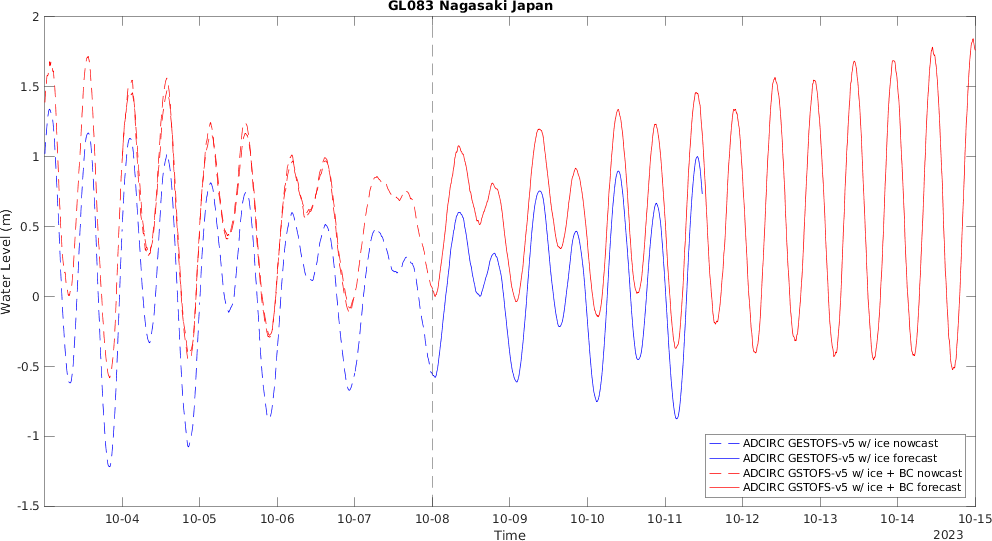 GL083 Nagasaki Japan
Water Level (m)
2
1.5
1
0.5
0
-0.5
-1
-1.5
ADCIRC GESTOFS-v5 w/ ice nowcast
ADCIRC GESTOFS-v5 w/ ice forecast
ADCIRC GSTOFS-v5 w/ ice + BC nowcast
ADCIRC GSTOFS-v5 w/ ice + BC forecast
10-04 10-05 10-06 10-07 10-08 10-09 10-10 10-11 10-12 10-13 10-14 10-15
Time
2023